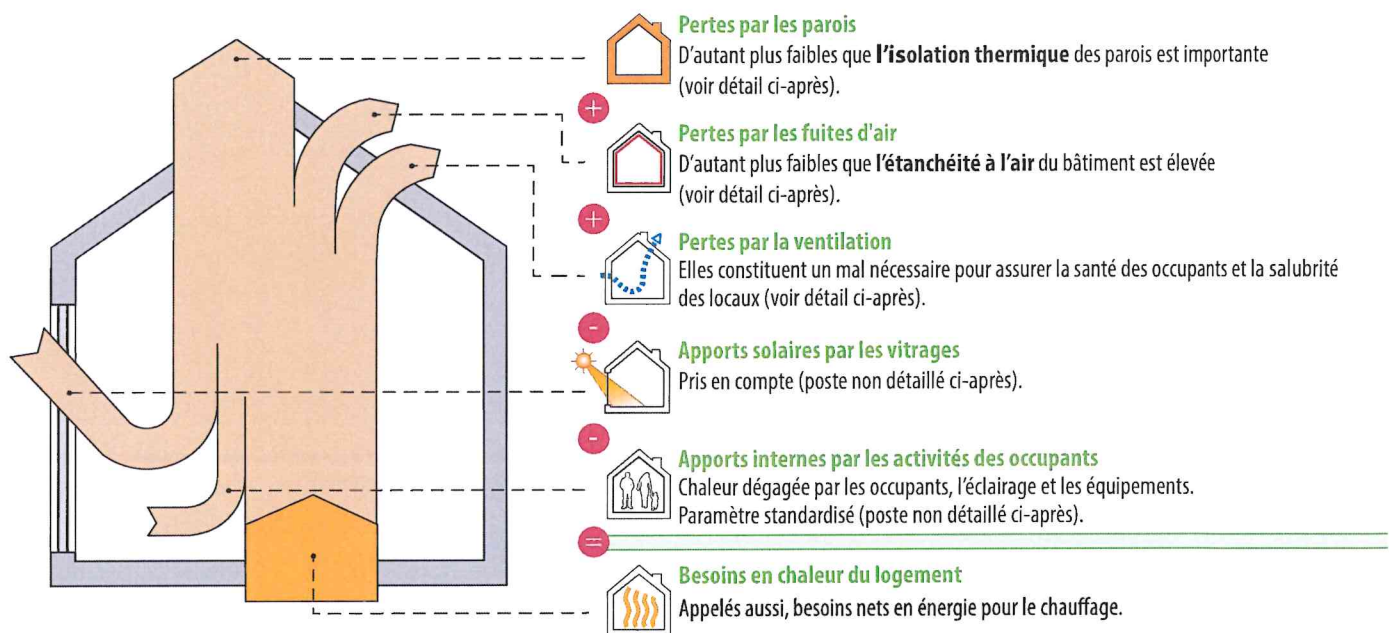 Pertes par les parois
D'autant plus faibles que l'isolation thermique des parois est importante
(voir détail ci-après).
+
Pertes par les fuites d'air
D'autant plus faibles que l'étanchéité à l'air du bâtiment est élevée
(voir détail ci-après).
+
Pertes par la ventilation
Elles constituent un mal nécessaire pour assurer la santé des occupants et la salubrité
des locaux (voir détail ci-après).
-
Apports solaires par les vitrages
Pris en compte (poste non détaillé ci-après).
-
Apports internes par les activités des occupants
Chaleur dégagée par les occupants, l'éclairage et les équipements.
Paramètre standardisé (poste non détaillé ci-après).
=
Besoins en chaleur du logement
Appelés aussi, besoins nets en énergie pour le chauffage.